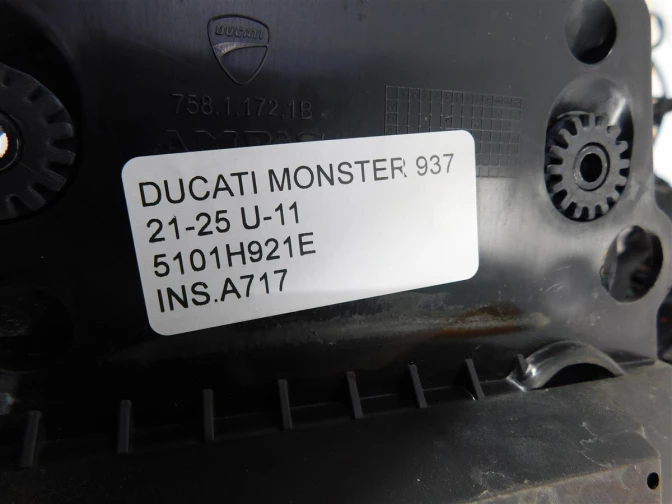 DUCATI
758.1.172.1B
DUCATI MONSTER 937
21-25 U-11
5101H921E
INS.A717